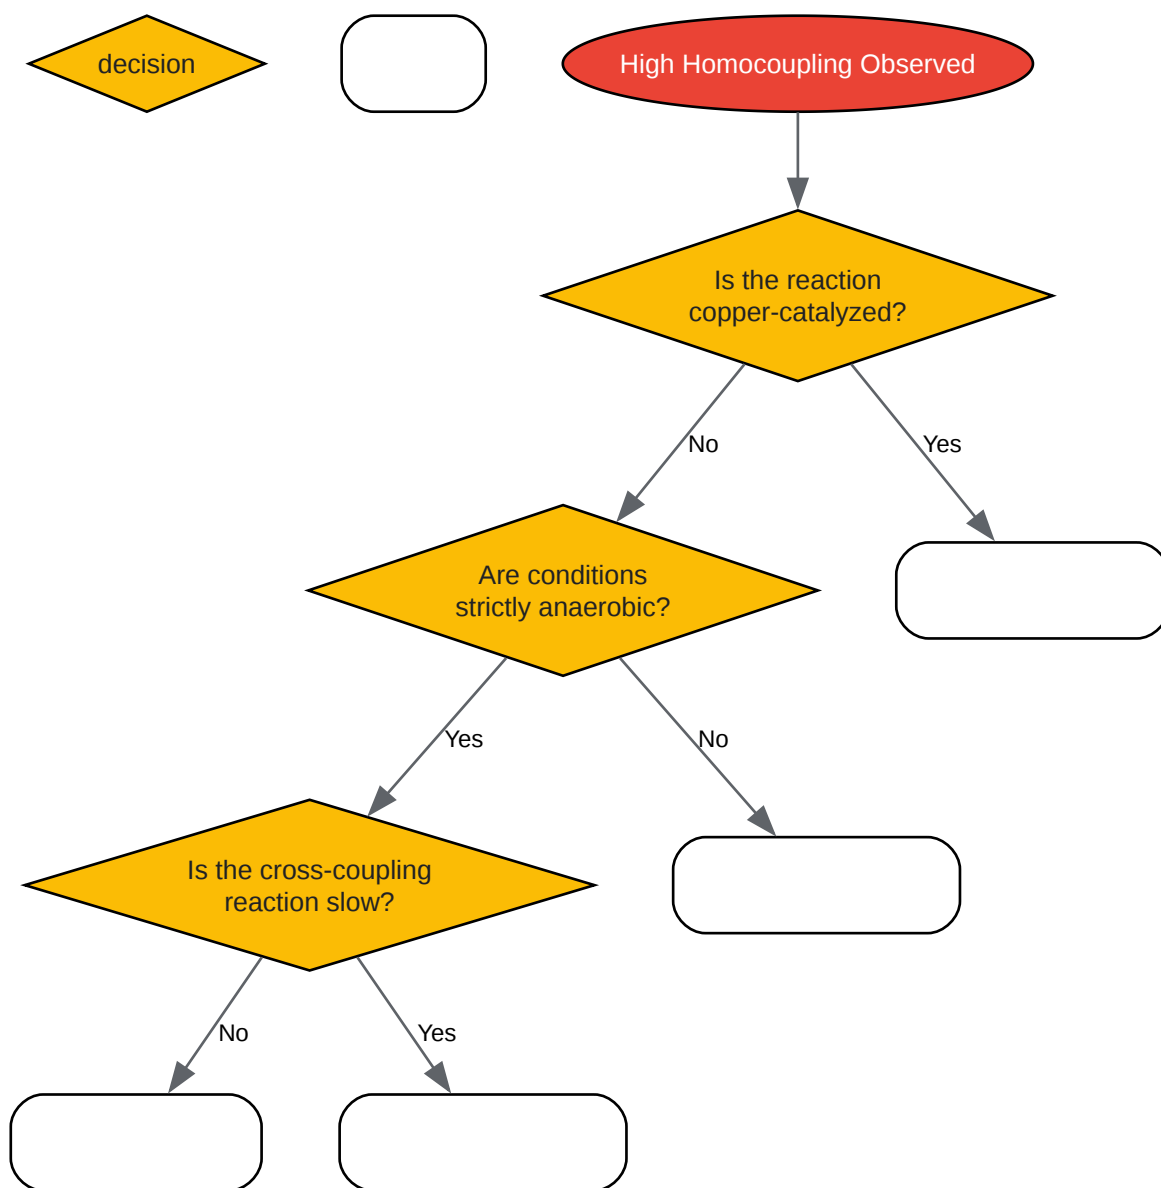 decision
High Homocoupling Observed
Is the reaction
copper-catalyzed?
No
Yes
Are conditions
strictly anaerobic?
Yes
No
Is the cross-coupling
reaction slow?
No
Yes